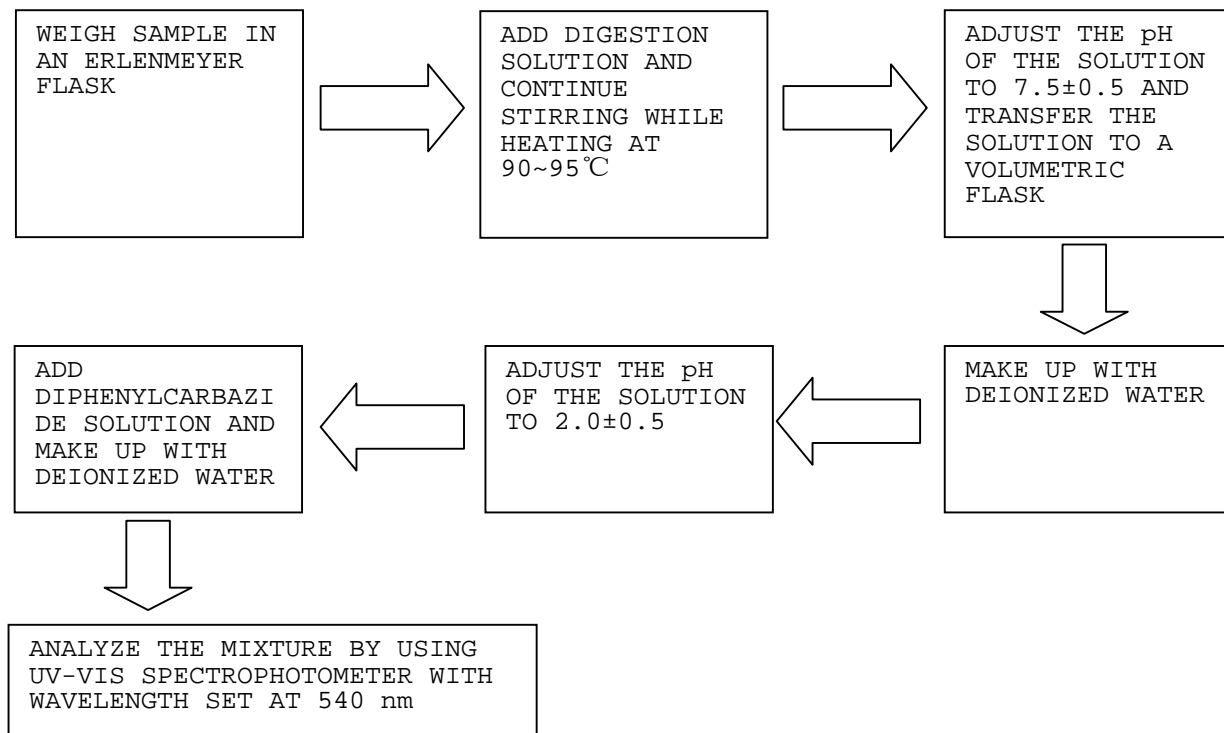 WEIGH SAMPLE IN
AN ERLENMEYER
FLASK
ADD DIGESTION
SOLUTION AND
CONTINUE
STIRRING WHILE
HEATING AT
90~95℃
ADJUST THE pH
OF THE SOLUTION
TO 7.5±0.5 AND
TRANSFER THE
SOLUTION TO A
VOLUMETRIC
FLASK
MAKE UP WITH
DEIONIZED WATER
ADJUST THE pH
OF THE SOLUTION
TO 2.0±0.5
ADD
DIPHENYLCARBAZI
DE SOLUTION AND
MAKE UP WITH
DEIONIZED WATER
ANALYZE THE MIXTURE BY USING
UV-VIS SPECTROPHOTOMETER WITH
WAVELENGTH SET AT 540 nm